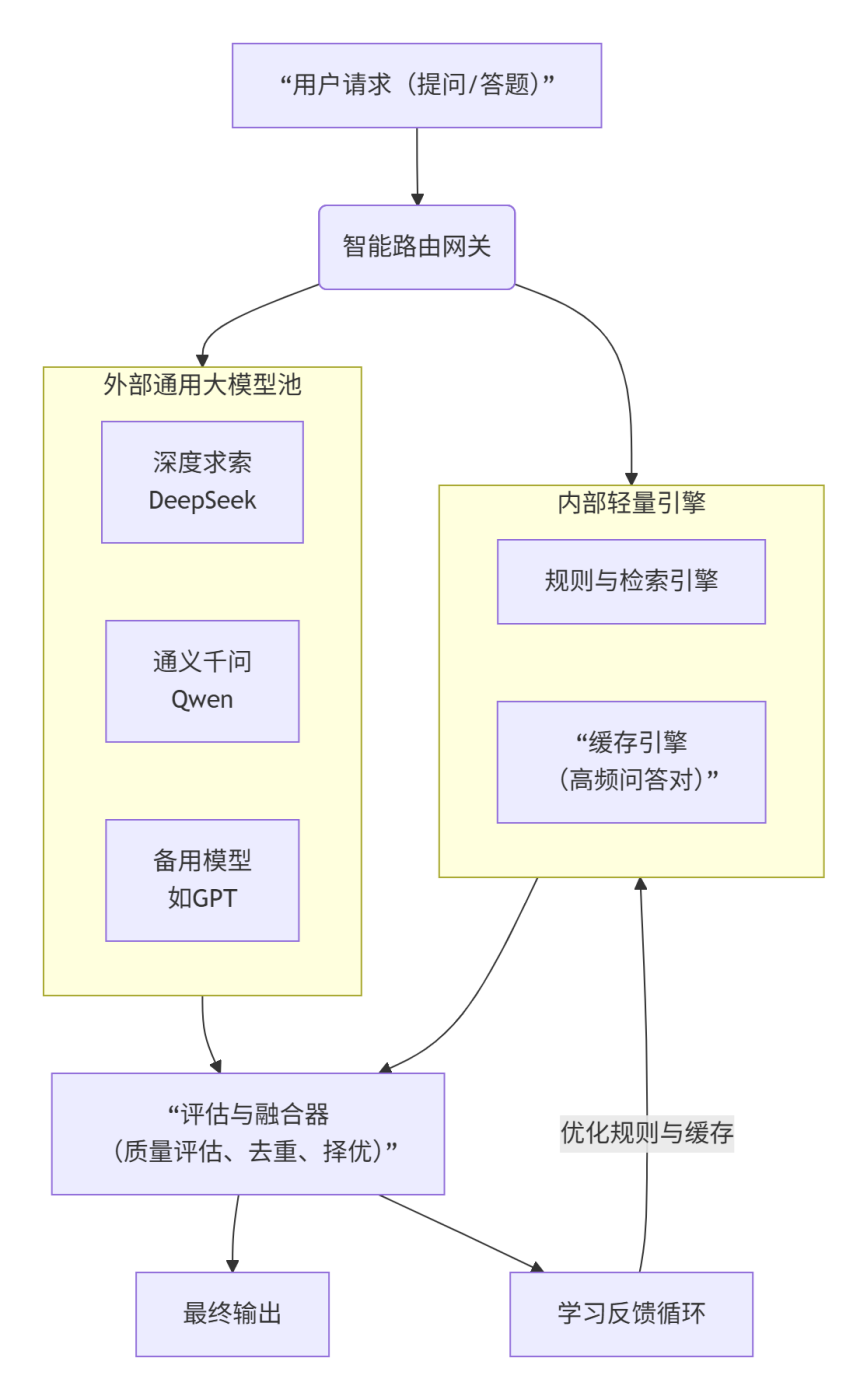 “用户请求（提问/答题）”
智能路由网关
外部通用大模型池
深度求索
DeepSeek
通义千问
Qwen
备用模型
如GPT
内部轻量引擎
规则与检索引擎
“缓存引擎
（高频问答对）”
“评估与融合器
（质量评估、去重、择优）”
优化规则与缓存
最终输出
学习反馈循环